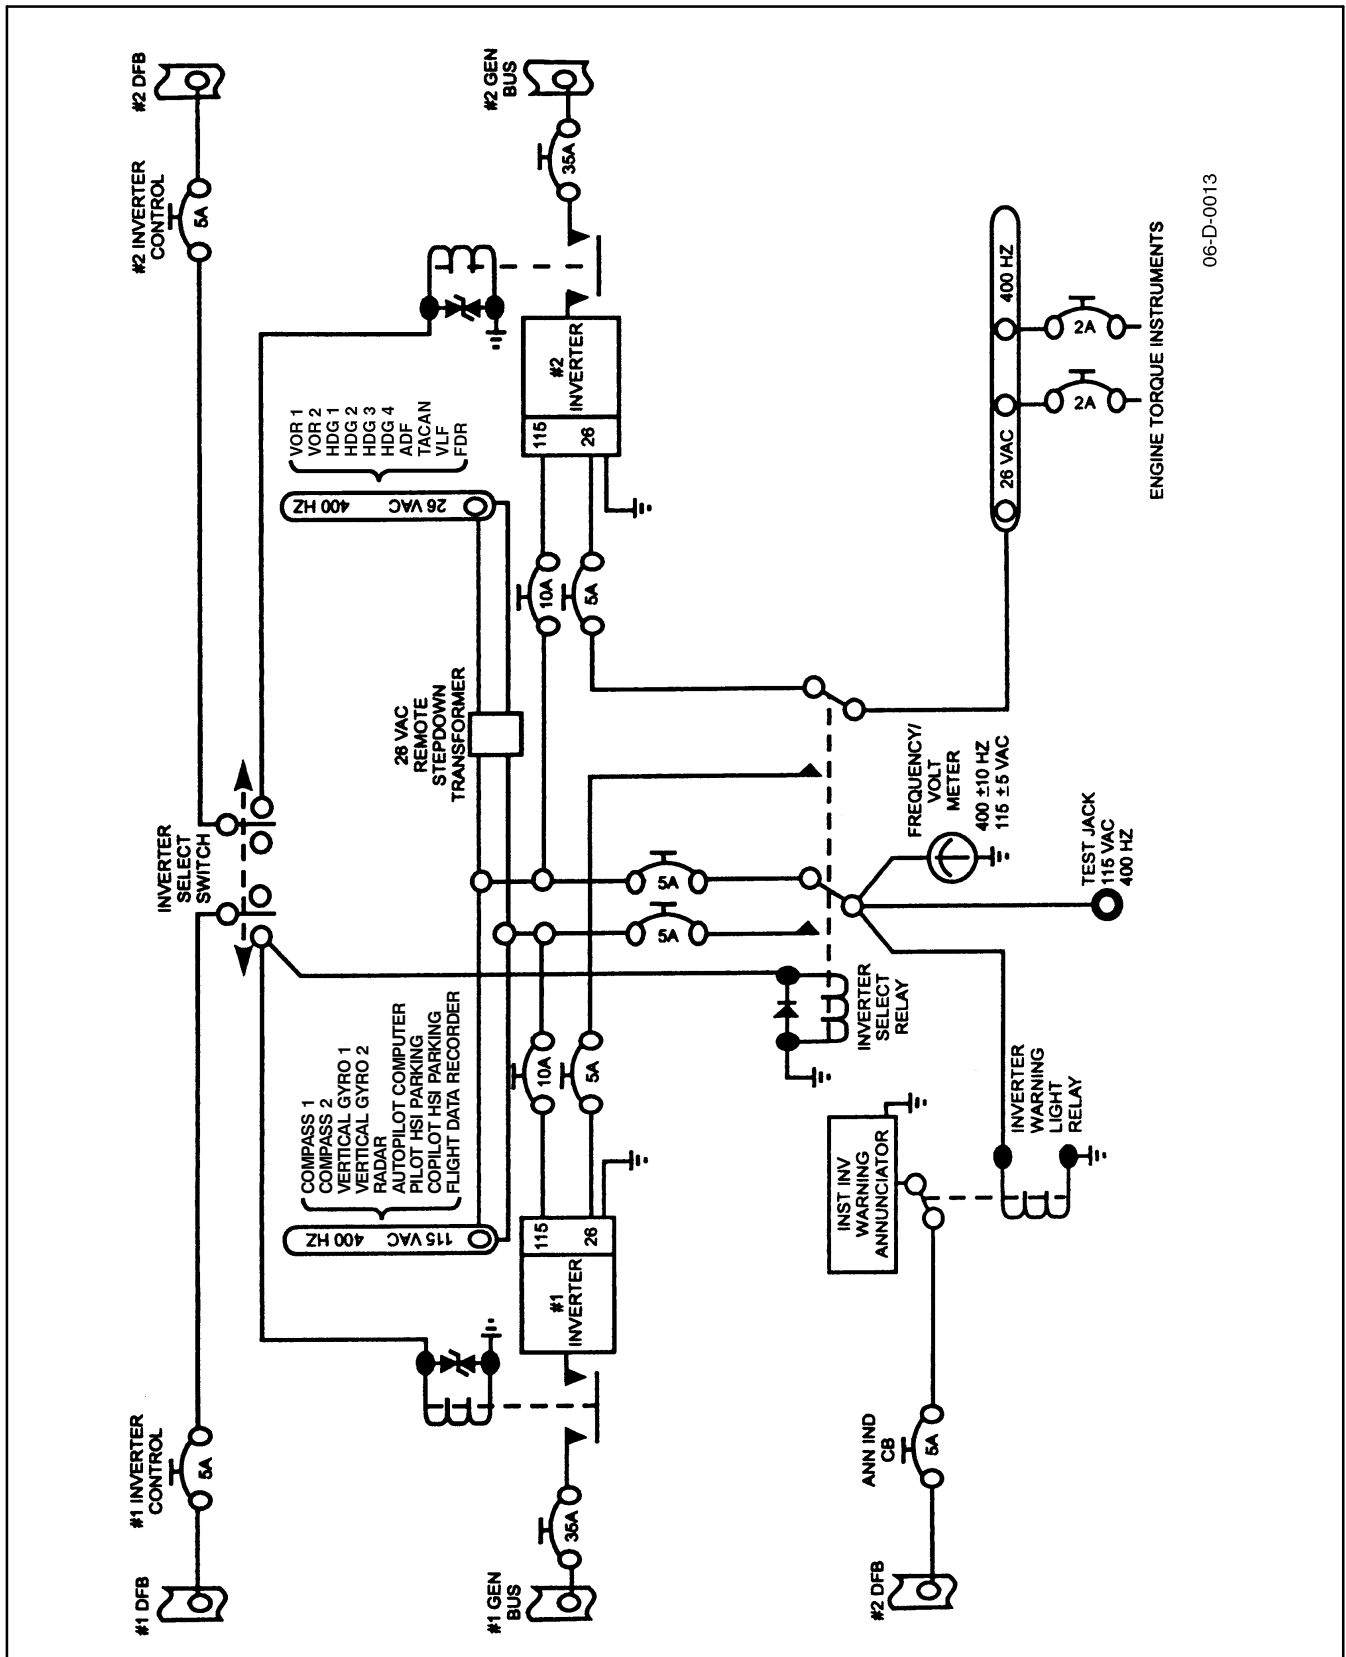 #1 DFB
#1 INVERTER
CONTROL
5A
INVERTER
SELECT
SWITCH
#2 INVERTER
CONTROL
5A
#2 DFB
COMPASS 1
COMPASS 2
VERTICAL GYRO 1
VERTICAL GYRO 2
RADAR
AUTOPILOT COMPUTER
PILOT HSI PARKING
COPILOT HSI PARKING
FLIGHT DATA RECORDER
115 VAC 400 HZ
VOR 1
VOR 2
HDG 1
HDG 2
HDG 3
HDG 4
ADF
TACAN
VLF
FDR
26 VAC 400 HZ
26 VAC
REMOTE
STEPDOWN
TRANSFORMER
#1 GEN
BUS
35A
#1
INVERTER
115
26
10A
5A
5A
5A
10A
5A
115
26
#2
INVERTER
35A
#2 GEN
BUS
INVERTER
SELECT
RELAY
FREQUENCY/
VOLT
METER
400 ±10 HZ
115 ±5 VAC
#2 DFB
ANN IND
CB
5A
INST INV
WARNING
ANNUNCIATOR
INVERTER
WARNING
LIGHT
RELAY
TEST JACK
115 VAC
400 HZ
26 VAC 400 HZ
2A
2A
ENGINE TORQUE INSTRUMENTS
06-D-0013